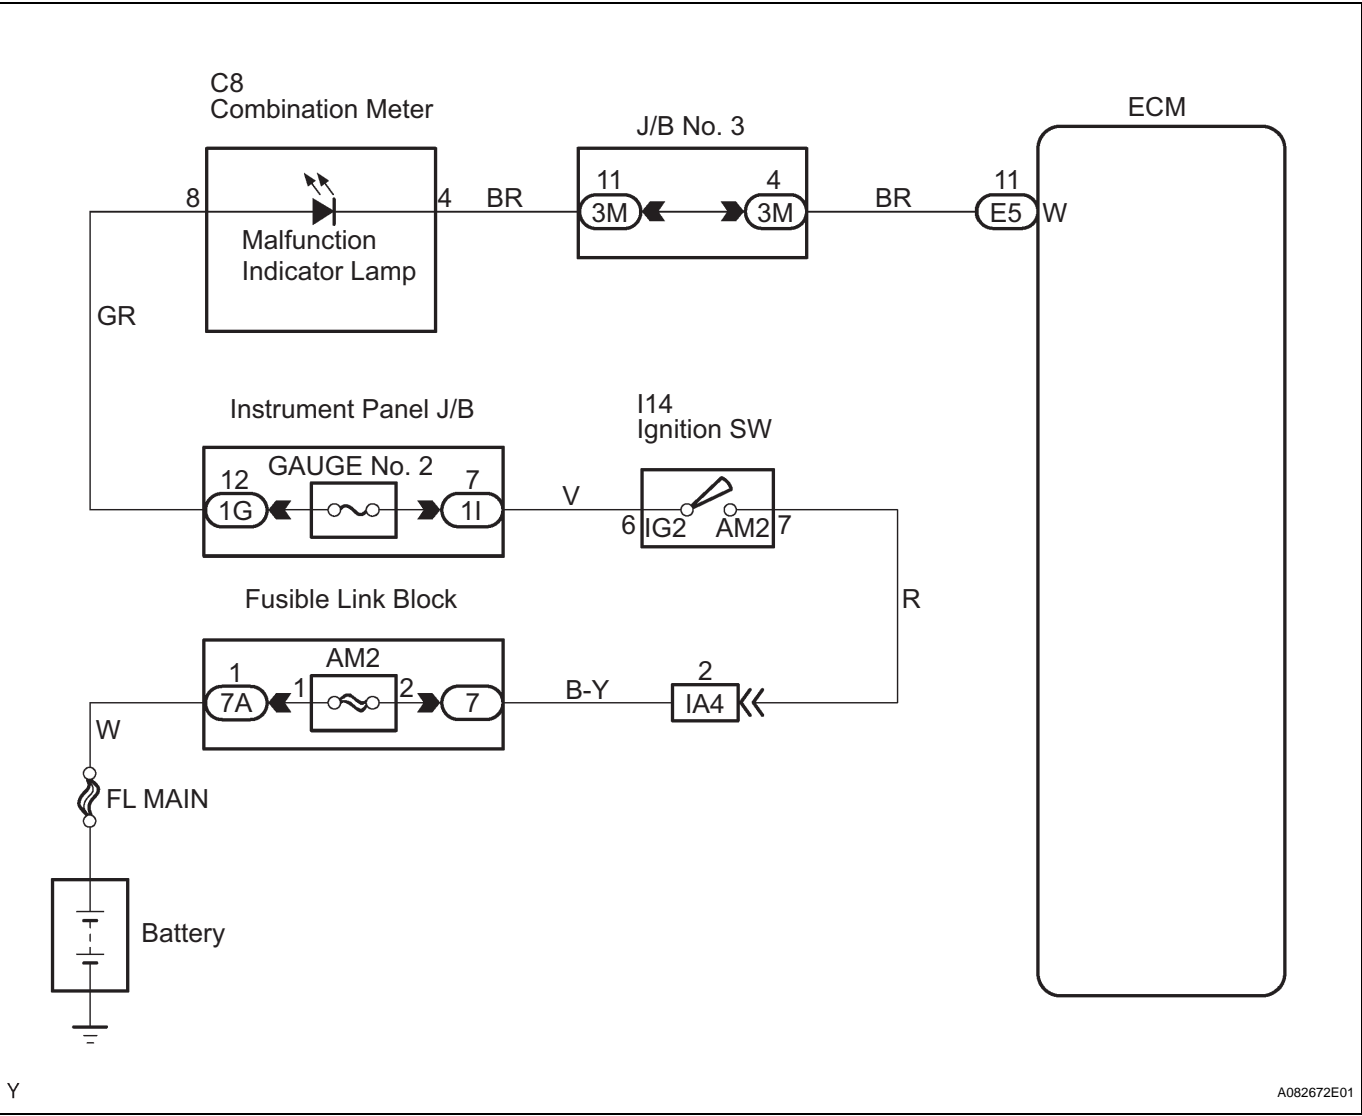 C8
Combination Meter
J/B No. 3
ECM
8
4
BR
11
3M
4
3M
BR
11
E5
W
Malfunction
Indicator Lamp
GR
Instrument Panel J/B
I14
Ignition SW
GAUGE No. 2
12
1G
7
1I
V
6
IG2
AM2
7
R
Fusible Link Block
AM2
1
7A
1
2
7
B-Y
2
IA4
W
FL MAIN
Battery
Y
A082672E01